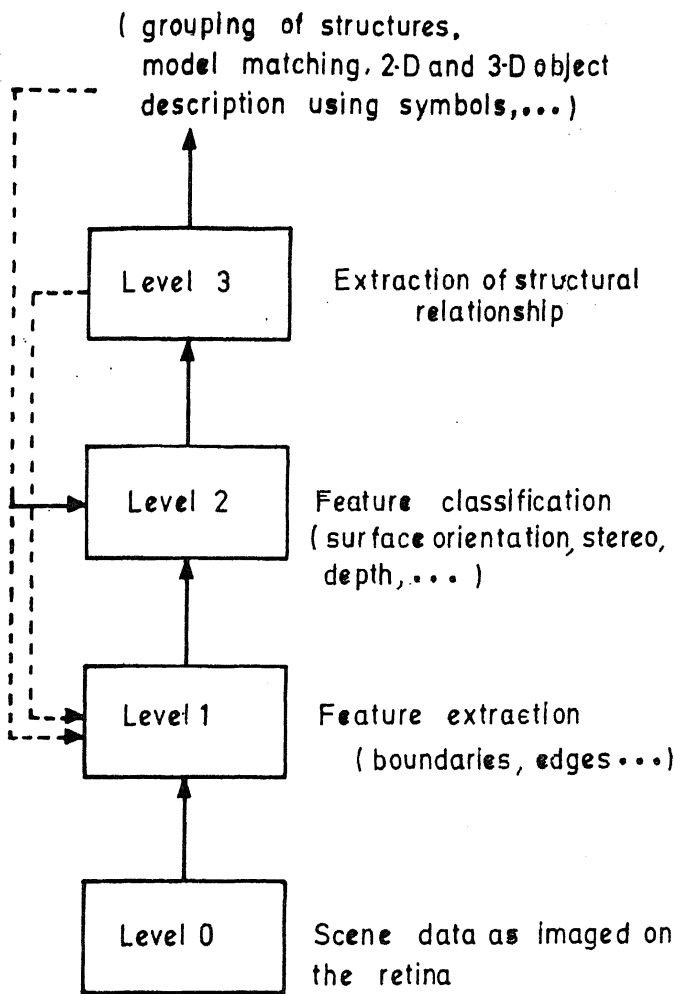 ( grouping of structures,
model matching, 2-D and 3-D object
description using symbols,...)
Level 3
Extraction of structural
relationship
Level 2
Feature classification
( surface orientation, stereo,
depth,... )
Level 1
Feature extraction
( boundaries, edges...)
Level 0
Scene data as imaged on
the retina